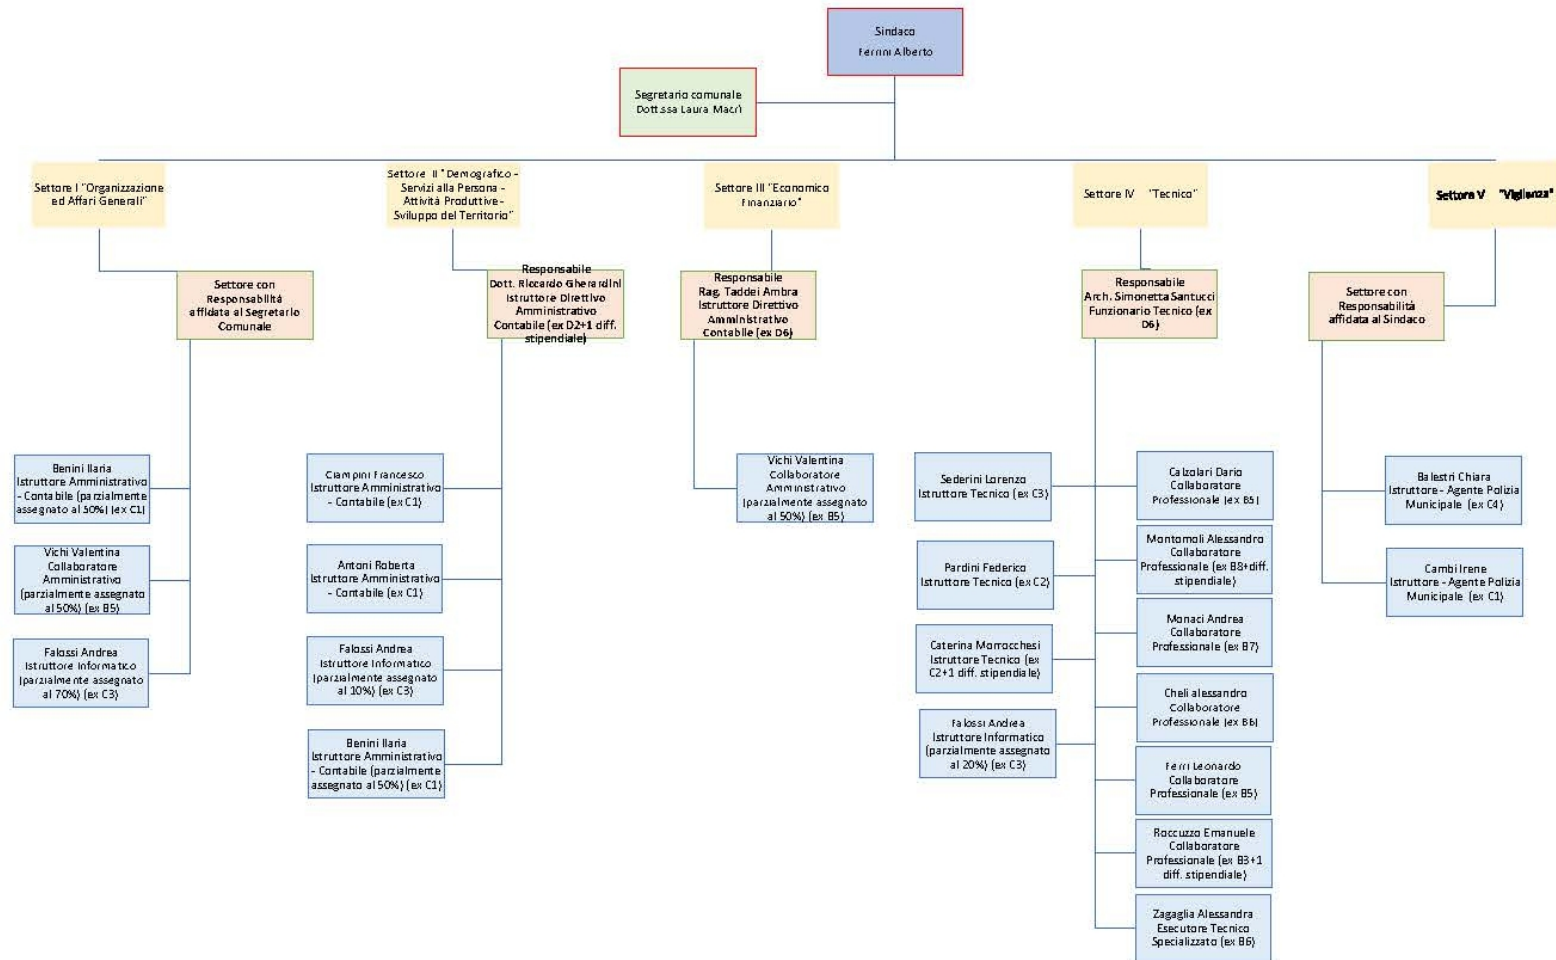 Sindaco
Ferrini Alberto
Segretario comunale
Dott.ssa Laura Macrì
Settore I "Organizzazione
ed Affari Generali"
Settore II "Demografico –
Servizi alla Persona –
Attività Produttive–
Sviluppo del Territorio"
Settore III "Economico
Finanziario"
Settore IV "Tecnico"
Settore V "Vigilanza"
Settore con
Responsabilità
affidata al Segretario
Comunale
Responsabile
Dott. Riccardo Gherardini
Istruttore Direttivo
Amministrativo
Contabile (ex D2+1 diff.
stipendiale)
Responsabile
Rag. Taddei Ambra
Istruttore Direttivo
Amministrativo
Contabile (ex D6)
Responsabile
Arch. Simonetta Santucci
Funzionario Tecnico (ex
D6)
Settore con
Responsabilità
affidata al Sindaco
Benini Ilaria
Istruttore Amministrativo
- Contabile (parzialmente
assegnato al 50%) (ex C1)
Vichi Valentina
Collaboratore
Amministrativo
(parzialmente assegnato
al 50%) (ex B5)
Falossi Andrea
Istruttore Informatico
(parzialmente assegnato
al 70%) (ex C3)
Ciampini Francesco
Istruttore Amministrativo
- Contabile (ex C1)
Antoni Roberta
Istruttore Amministrativo
- Contabile (ex C1)
Falossi Andrea
Istruttore Informatico
(parzialmente assegnato
al 10%) (ex C3)
Benini Ilaria
Istruttore Amministrativo
- Contabile (parzialmente
assegnato al 50%) (ex C1)
Vichi Valentina
Collaboratore
Amministrativo
(parzialmente assegnato
al 50%) (ex B5)
Sederini Lorenzo
Istruttore Tecnico (ex C3)
Pardini Federico
Istruttore Tecnico (ex C2)
Caterina Marrocchesi
Istruttore Tecnico (ex
C2+1 diff. stipendiale)
Falossi Andrea
Istruttore Informatico
(parzialmente assegnato
al 20%) (ex C3)
Calzolari Dario
Collaboratore
Professionale (ex B5)
Montomoli Alessandro
Collaboratore
Professionale (ex B8+diff.
stipendiale)
Monaci Andrea
Collaboratore
Professionale (ex B7)
Cheli alessandro
Collaboratore
Professionale (ex B6)
Ferri Leonardo
Collaboratore
Professionale (ex B5)
Roccuzzo Emanuele
Collaboratore
Professionale (ex B3+1
diff. stipendiale)
Zagaglia Alessandra
Esecutore Tecnico
Specializzato (ex B6)
Balestri Chiara
Istruttore - Agente Polizia
Municipale (ex C4)
Cambi Irene
Istruttore - Agente Polizia
Municipale (ex C1)